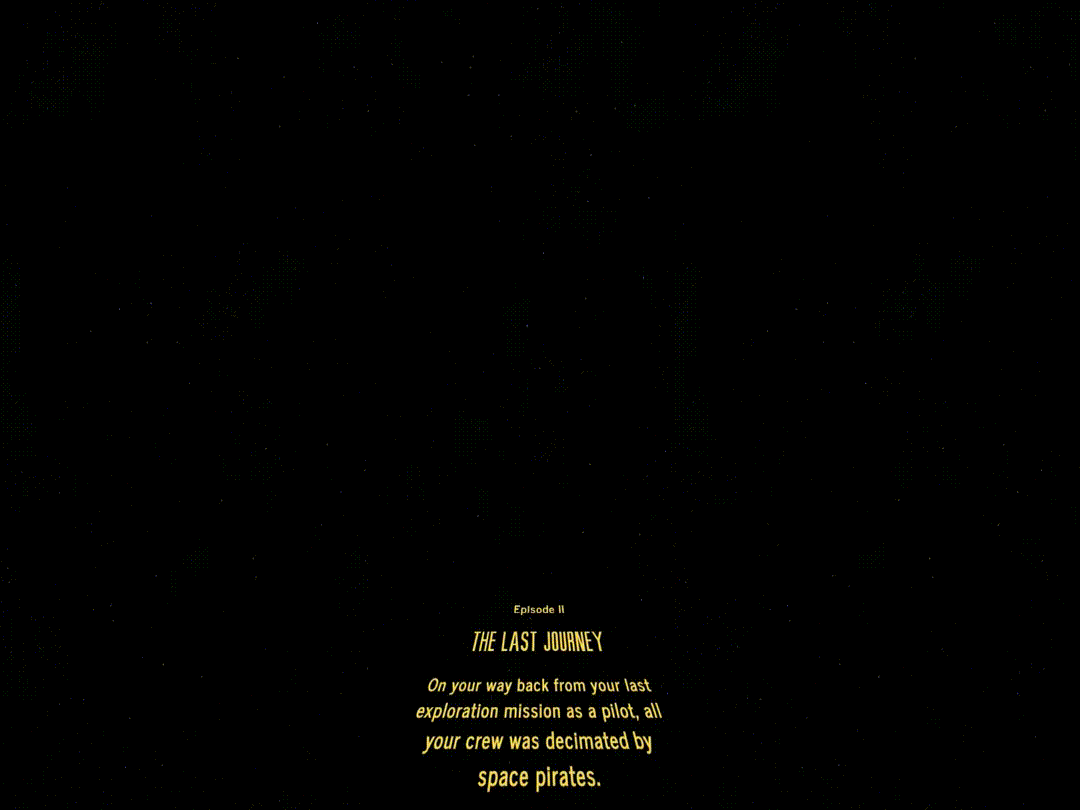 Episode II
THE LAST JOURNEY
On your way back from your last
exploration mission as a pilot, all
your crew was decimated by
space pirates.